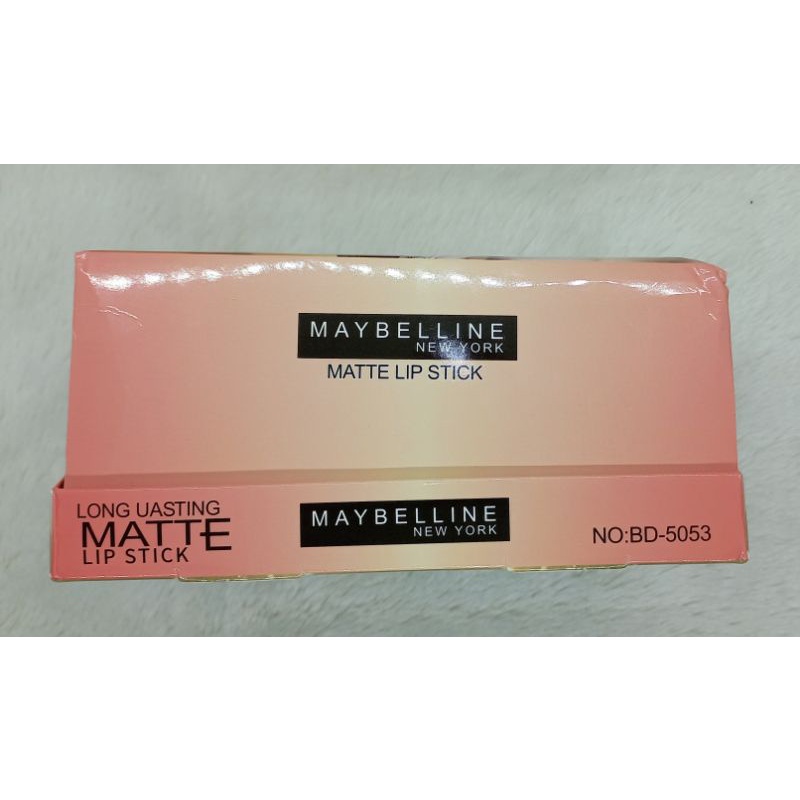 MAYBELLINE
NEW YORK
MATTE LIP STICK
LONG UASTING
MATTE
LIP STICK
MAYBELLINE
NEW YORK
NO:BD-5053